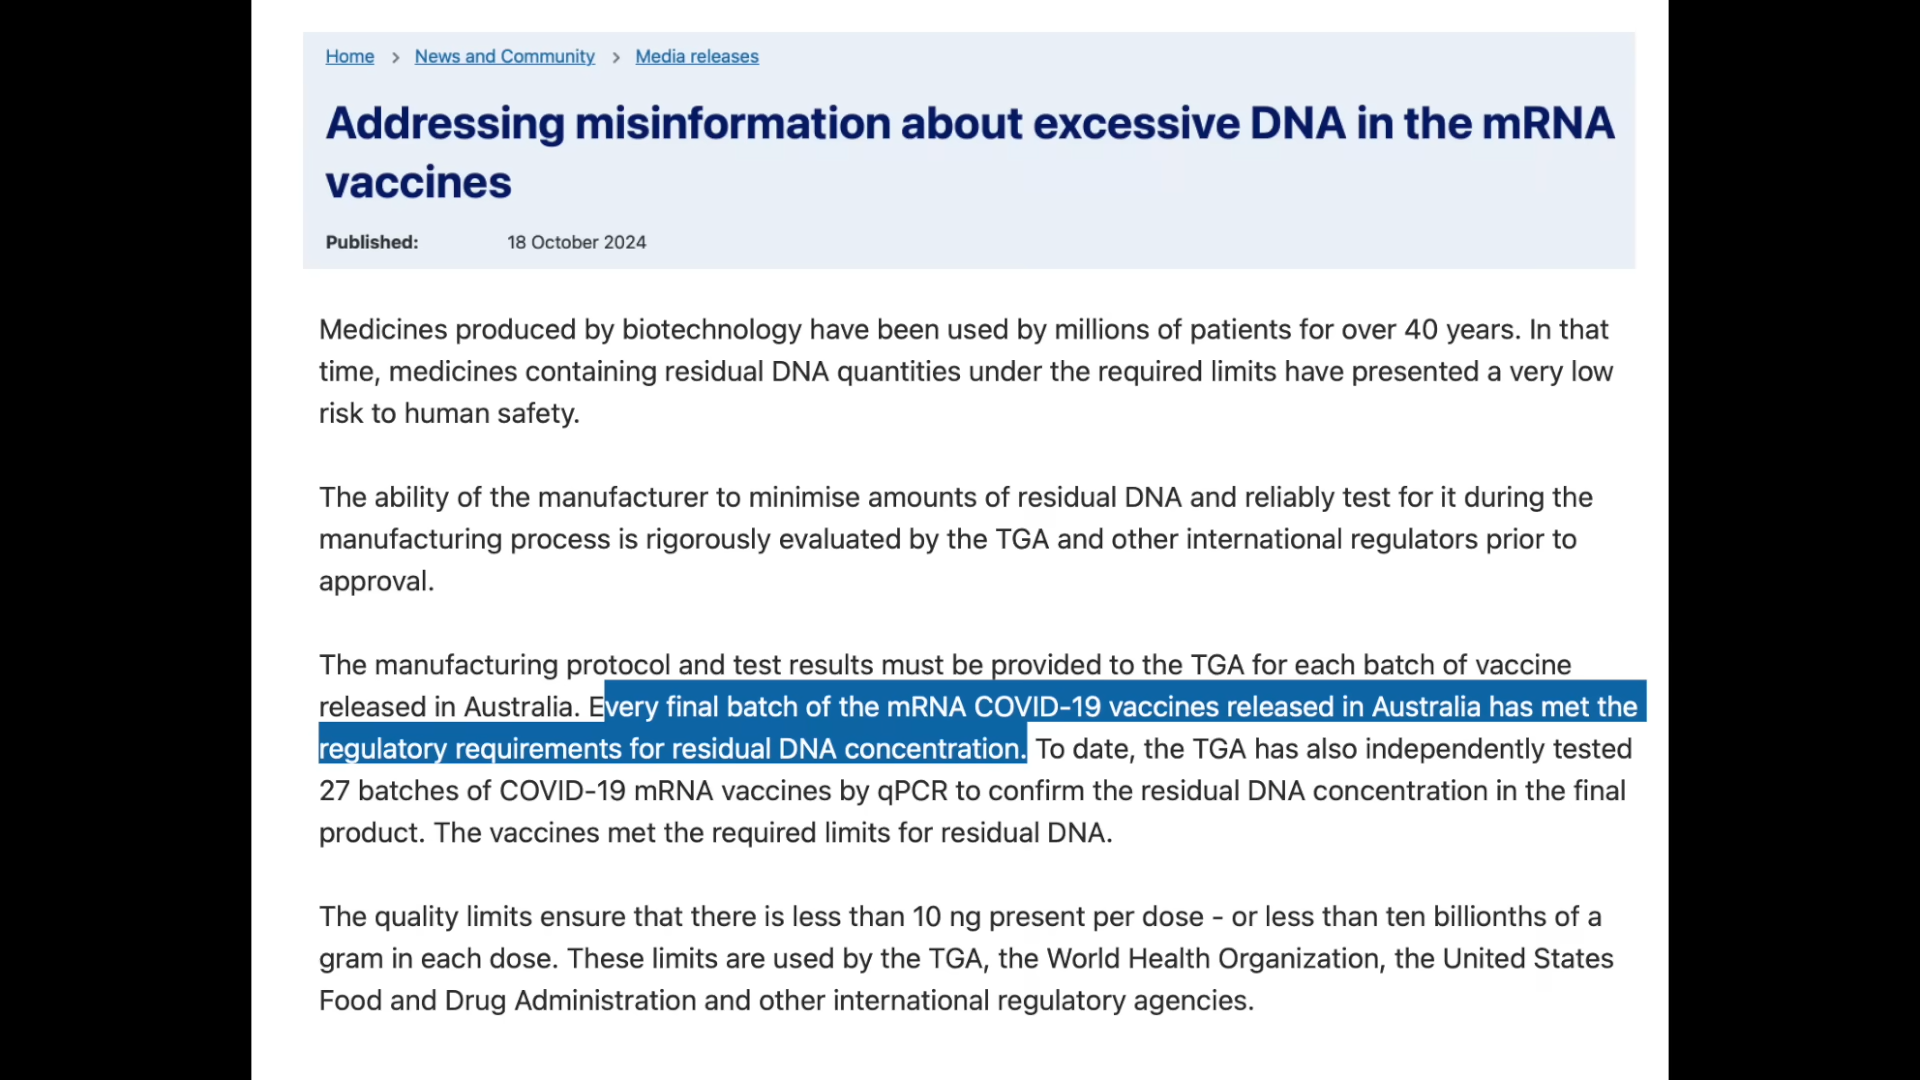 Home > News and Community > Media releases
Addressing misinformation about excessive DNA in the mRNA
vaccines
Published: 18 October 2024
Medicines produced by biotechnology have been used by millions of patients for over 40 years. In that
time, medicines containing residual DNA quantities under the required limits have presented a very low
risk to human safety.
The ability of the manufacturer to minimise amounts of residual DNA and reliably test for it during the
manufacturing process is rigorously evaluated by the TGA and other international regulators prior to
approval.
The manufacturing protocol and test results must be provided to the TGA for each batch of vaccine
released in Australia. Every final batch of the mRNA COVID-19 vaccines released in Australia has met the
regulatory requirements for residual DNA concentration. To date, the TGA has also independently tested
27 batches of COVID-19 mRNA vaccines by qPCR to confirm the residual DNA concentration in the final
product. The vaccines met the required limits for residual DNA.
The quality limits ensure that there is less than 10 ng present per dose - or less than ten billionths of a
gram in each dose. These limits are used by the TGA, the World Health Organization, the United States
Food and Drug Administration and other international regulatory agencies.